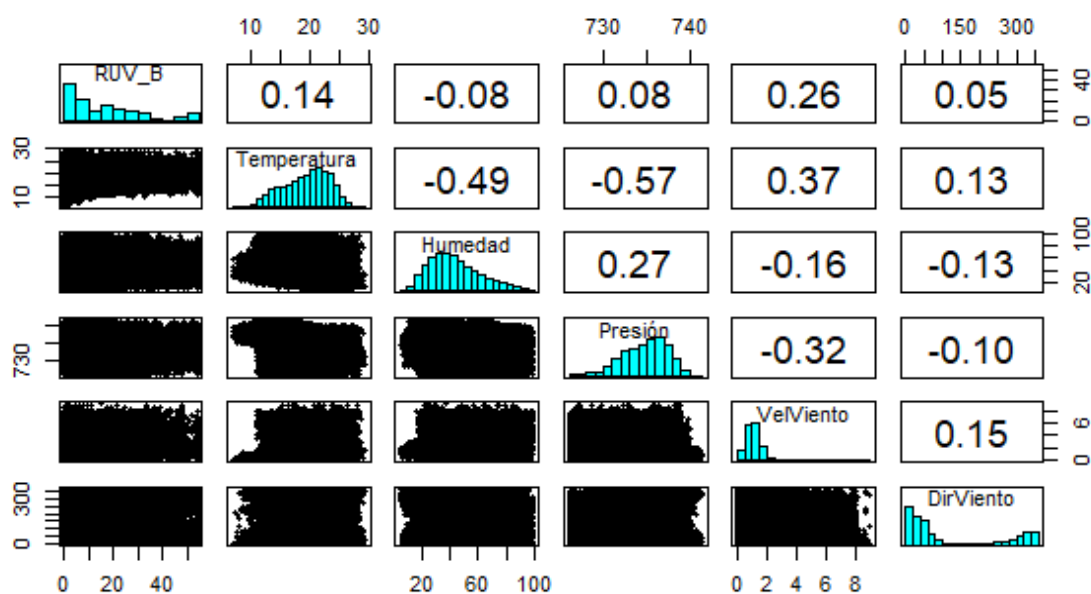 10 20 30 730 740 0 150 300
RUV_B 0.14 -0.08 0.08 0.26 0.05 0 40
10 30 Temperatura -0.49 -0.57 0.37 0.13
Humedad 0.27 -0.16 -0.13 20 100
730 Presión -0.32 -0.10
VelViento 0.15 0 6
0 300 DirViento
0 20 40 20 60 100 0 2 4 6 8